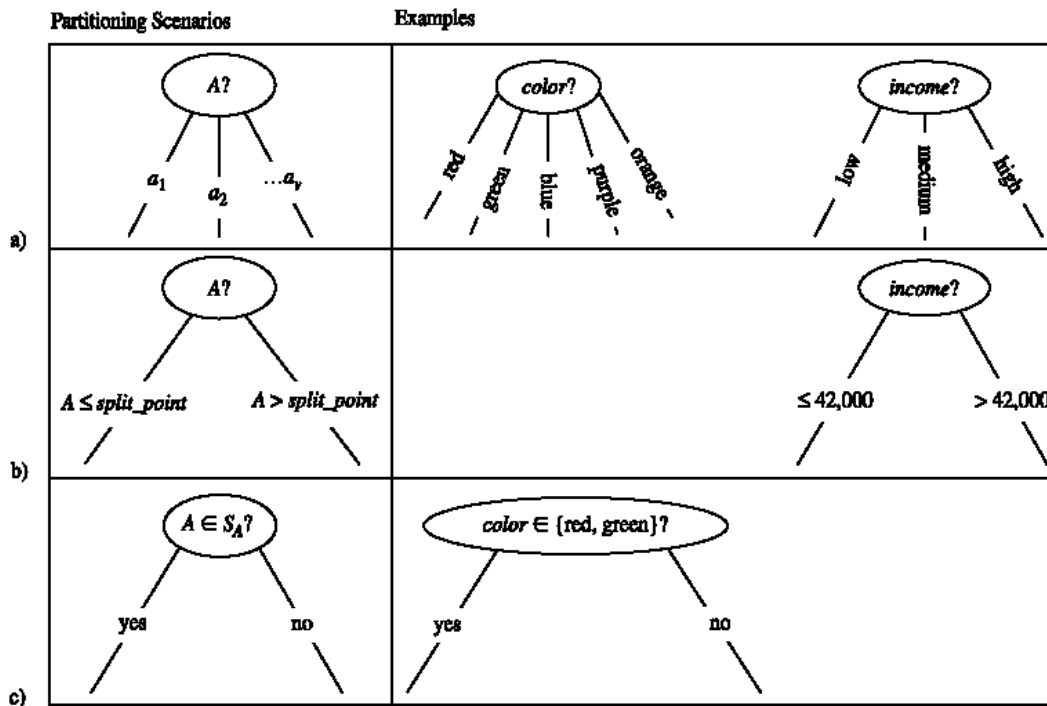 Partitioning Scenarios
Examples
A?
a1
a2
...av
color?
red
green
blue
purple
orange
income?
low
medium
high
a)
A?
A ≤ split_point
A > split_point
income?
≤ 42,000
> 42,000
b)
A ∈ SA?
yes
no
color ∈ {red, green}?
yes
no
c)